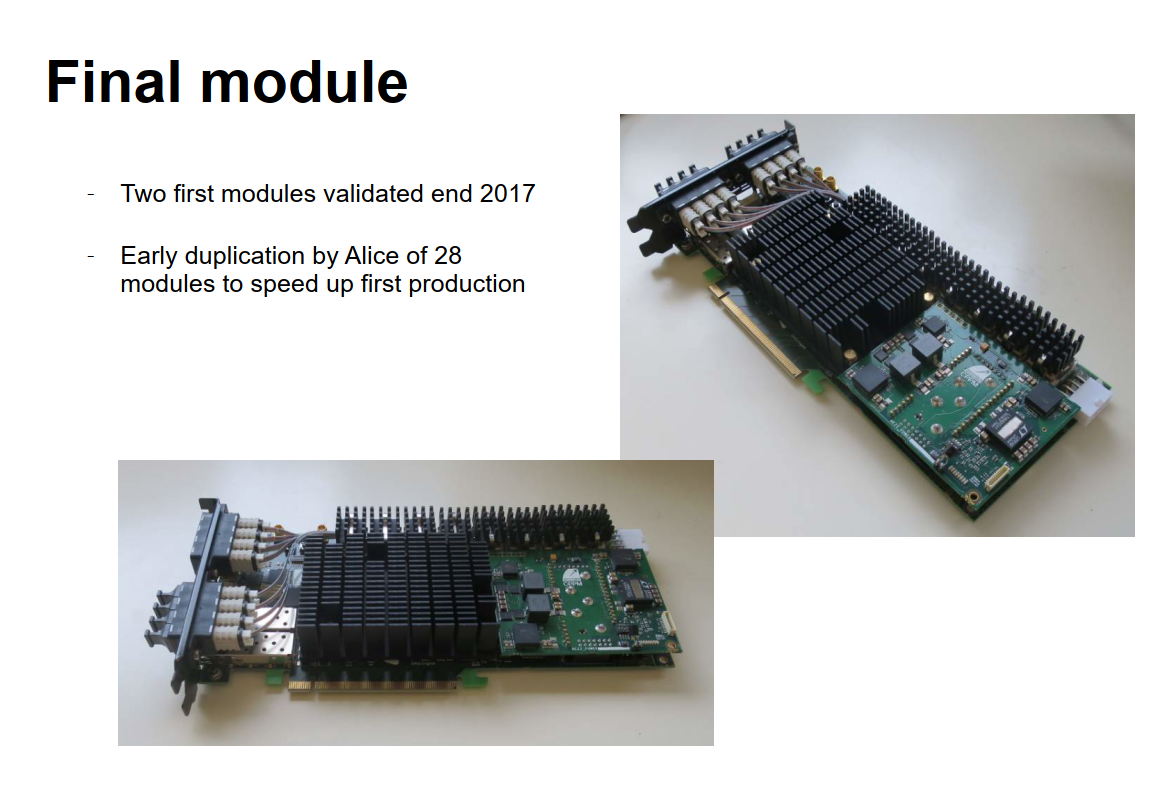 Final module
- Two first modules validated end 2017
- Early duplication by Alice of 28
modules to speed up first production
CPPM